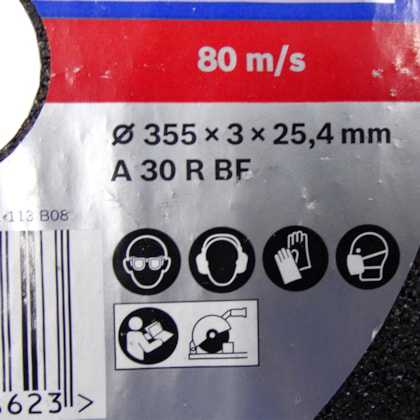 80 m/s
Ø 355 × 3 × 25,4 mm
A 30 R BF
113 B08
623 >